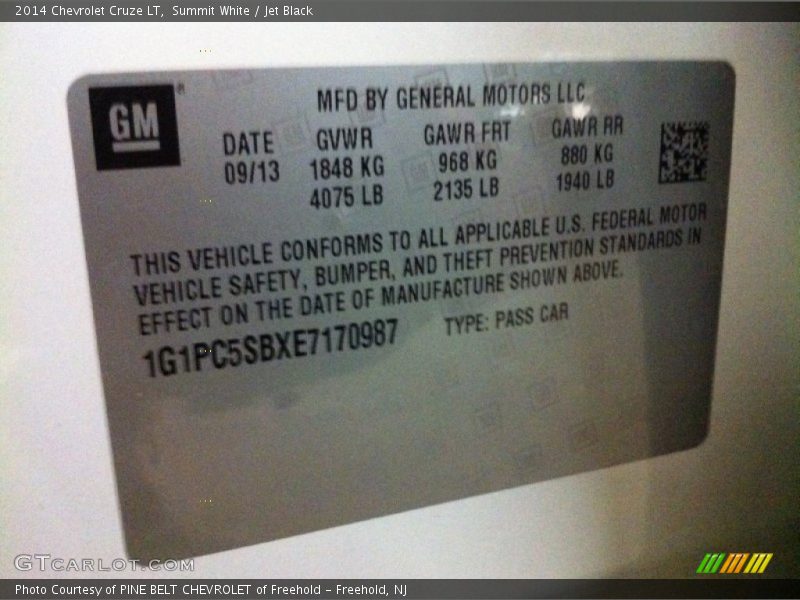 2014 Chevrolet Cruze LT, Summit White / Jet Black
GM®
MFD BY GENERAL MOTORS LLC
DATE GVWR GAWR FRT GAWR RR
09/13 1848 KG 968 KG 880 KG
4075 LB 2135 LB 1940 LB
THIS VEHICLE CONFORMS TO ALL APPLICABLE U.S. FEDERAL MOTOR
VEHICLE SAFETY, BUMPER, AND THEFT PREVENTION STANDARDS IN
EFFECT ON THE DATE OF MANUFACTURE SHOWN ABOVE.
1G1PC5SBXE7170987 TYPE: PASS CAR
GTCARLOT.COM
Photo Courtesy of PINE BELT CHEVROLET of Freehold - Freehold, NJ